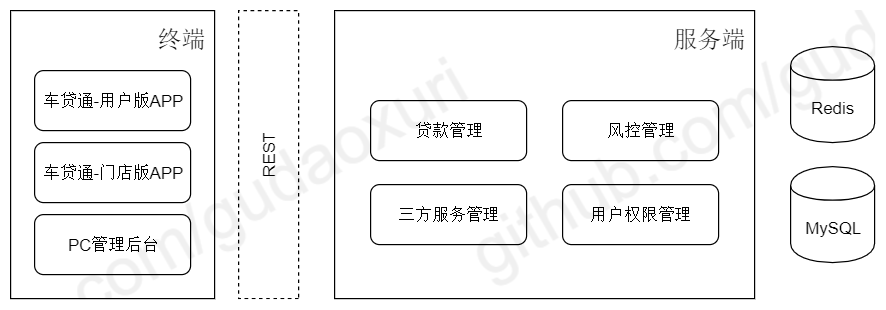 终端
车贷通-用户版APP
车贷通-门店版APP
PC管理后台
REST
服务端
贷款管理
风控管理
三方服务管理
用户权限管理
Redis
MySQL
com/gudaoxuri
github.com/gud